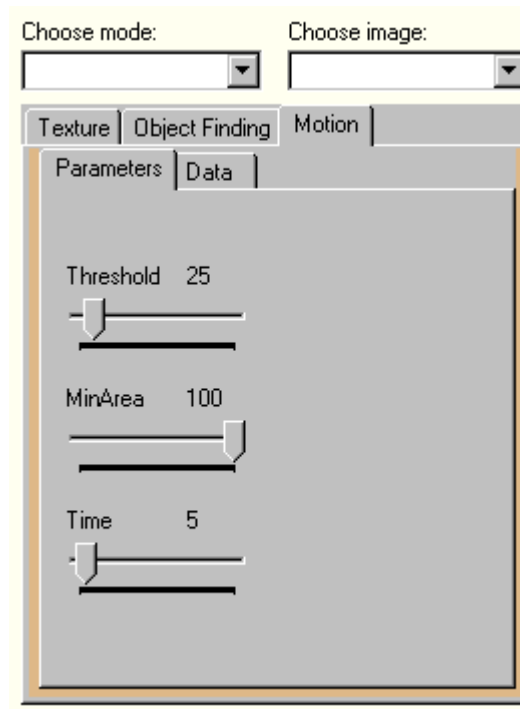 Choose mode: Choose image:
Texture Object Finding Motion
Parameters Data
Threshold 25
MinArea 100
Time 5